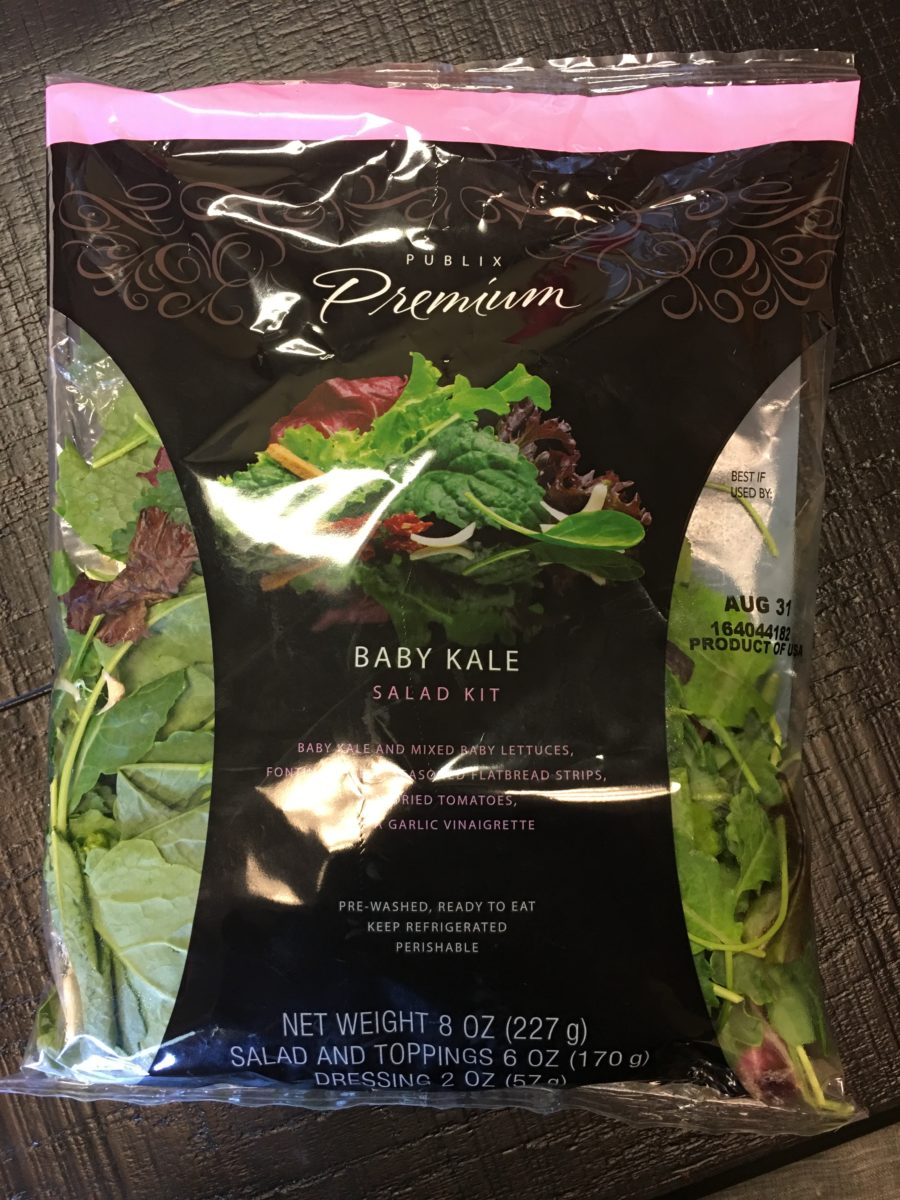 PUBLIX
Premium
BEST IF
USED BY:
AUG 31
164044182
PRODUCT OF USA
BABY KALE
SALAD KIT
BABY KALE AND MIXED BABY LETTUCES,
FLATBREAD STRIPS,
DRIED TOMATOES,
GARLIC VINAIGRETTE
PRE-WASHED, READY TO EAT
KEEP REFRIGERATED
PERISHABLE
NET WEIGHT 8 OZ (227 g)
SALAD AND TOPPINGS 6 OZ (170 g)
DRESSING 2 OZ (57 g)